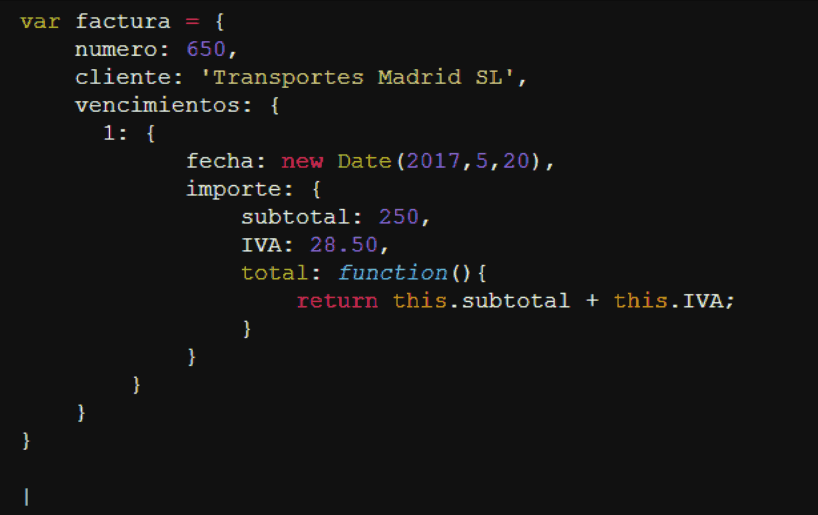 var factura = {
    numero: 650,
    cliente: 'Transportes Madrid SL',
    vencimientos: {
      1: {
            fecha: new Date(2017,5,20),
            importe: {
                subtotal: 250,
                IVA: 28.50,
                total: function(){
                    return this.subtotal + this.IVA;
                }
            }
        }
    }
}